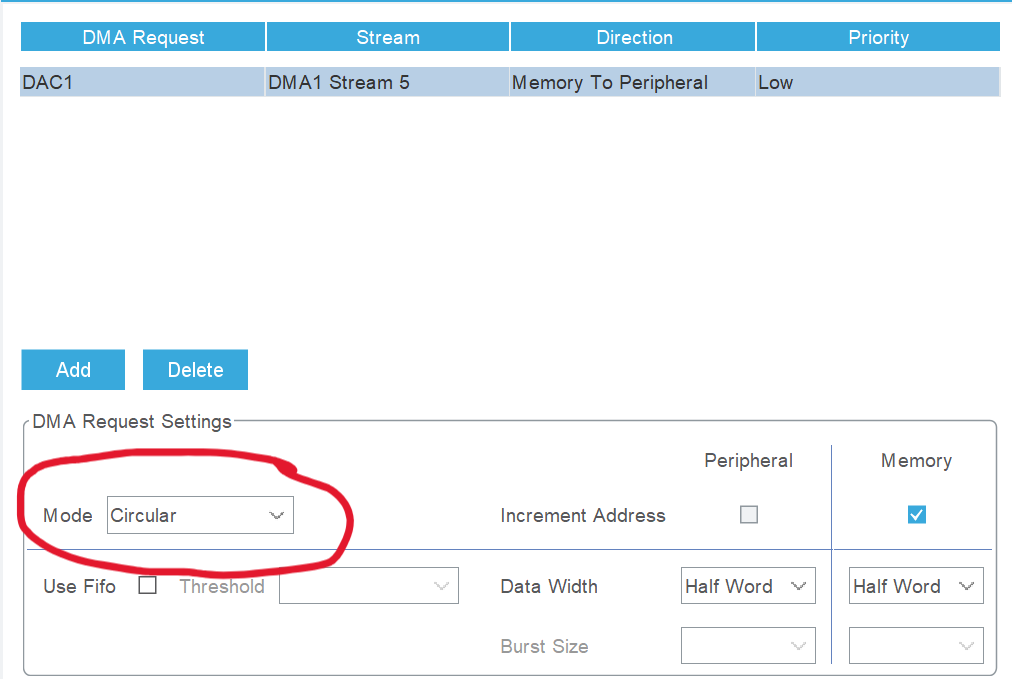 DMA Request Stream Direction Priority
DAC1 DMA1 Stream 5 Memory To Peripheral Low
Add Delete
DMA Request Settings
Peripheral Memory
Mode Circular Increment Address
Use Fifo Threshold Data Width Half Word Half Word
Burst Size